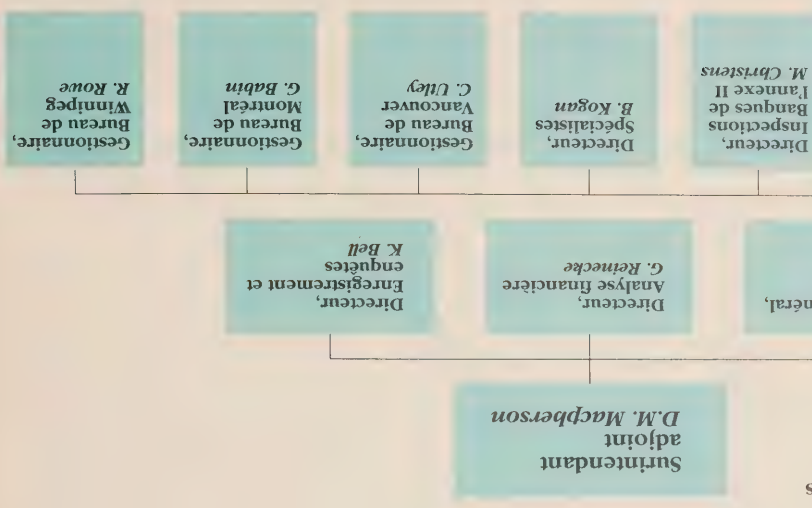 s
Surintendant
adjoint
D.M. Macpherson
néral,
Directeur,
Analyse financière
G. Reinecke
Directeur,
Enregistrement et
enquêtes
K. Bell
Directeur,
Inspections
Banques de
l'annexe II
M. Christens
Directeur,
Spécialistes
B. Kogan
Gestionnaire,
Bureau de
Vancouver
C. Utley
Gestionnaire,
Bureau de
Montréal
G. Babin
Gestionnaire,
Bureau de
Winnipeg
R. Rowe